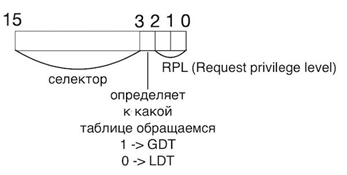 15 3 2 1 0
RPL (Request privilege level)
селектор
определяет
к какой
таблице обращаемся
1 -> GDT
0 -> LDT